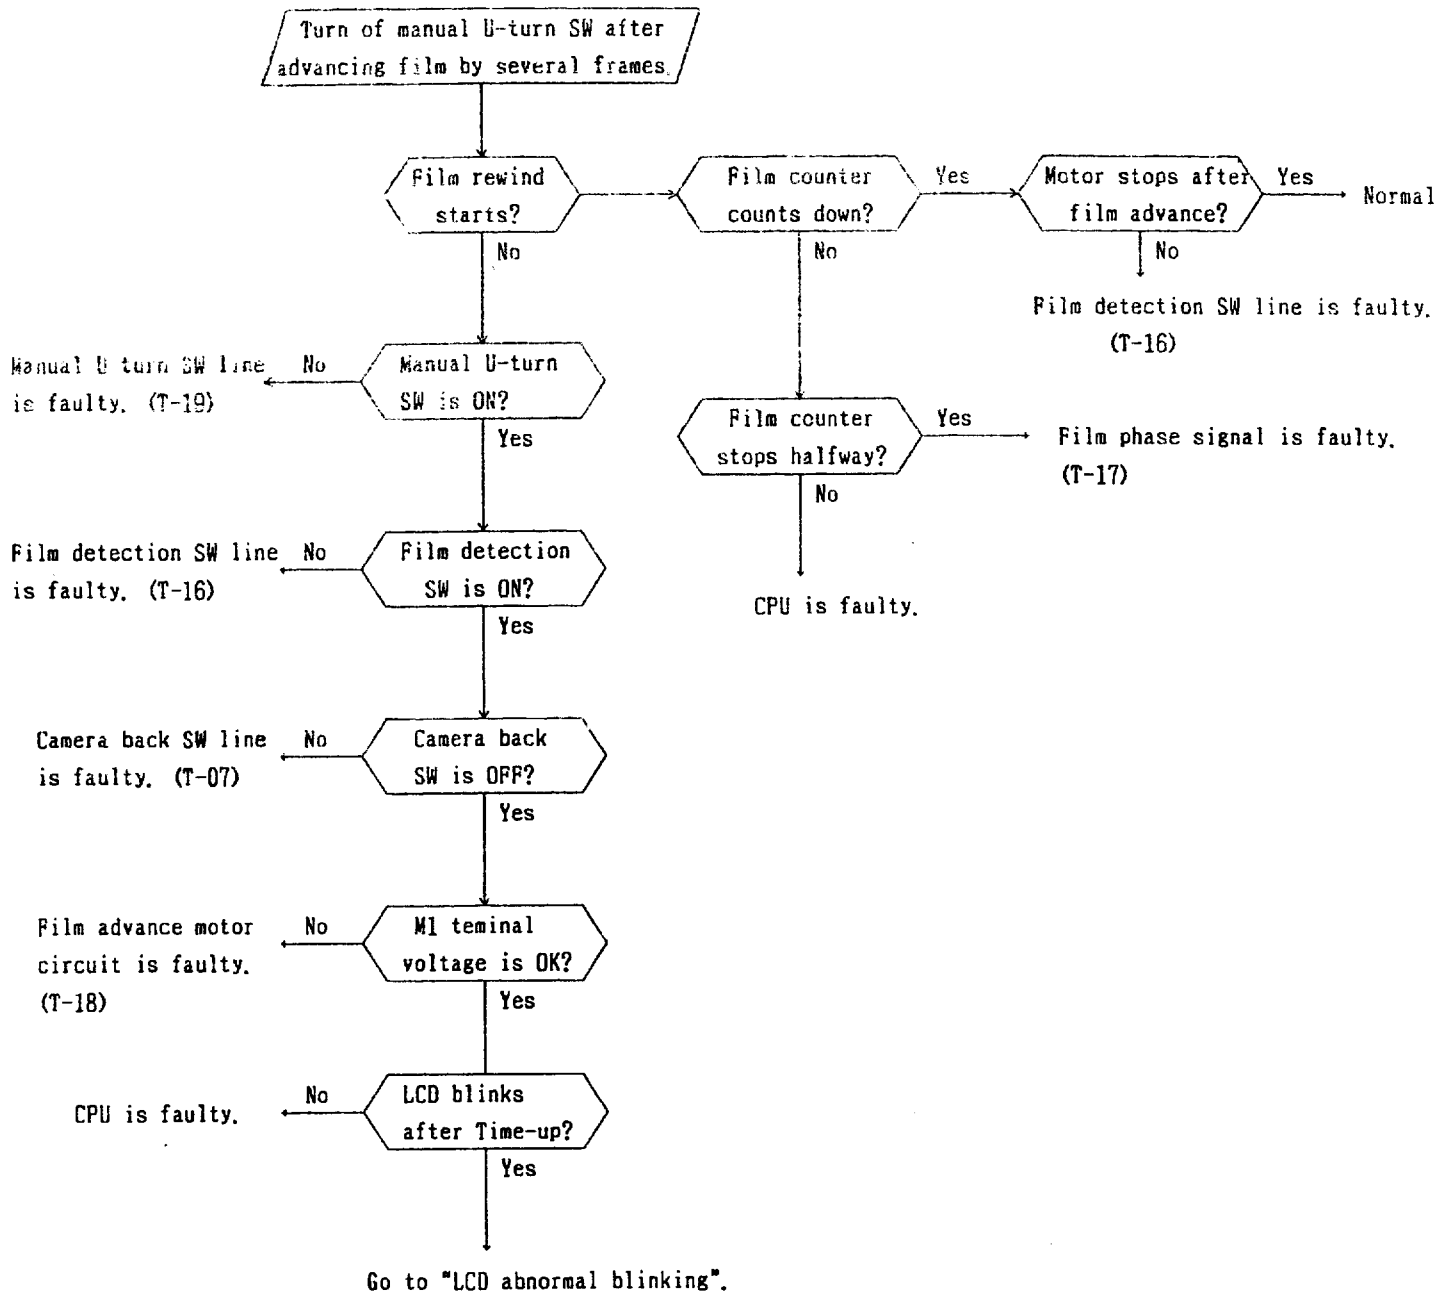 Turn of manual U-turn SW after
advancing film by several frames.
Film rewind
starts?
No
Film counter
counts down?
Yes
No
Motor stops after
film advance?
Yes
Normal
No
Film detection SW line is faulty.
(T-16)
Manual U turn SW line
is faulty. (T-19)
No
Manual U-turn
SW is ON?
Yes
Film counter
stops halfway?
Yes
Film phase signal is faulty.
(T-17)
No
CPU is faulty.
Film detection SW line
is faulty. (T-16)
No
Film detection
SW is ON?
Yes
Camera back SW line
is faulty. (T-07)
No
Camera back
SW is OFF?
Yes
Film advance motor
circuit is faulty.
(T-18)
No
M1 teminal
voltage is OK?
Yes
CPU is faulty.
No
LCD blinks
after Time-up?
Yes
Go to "LCD abnormal blinking".